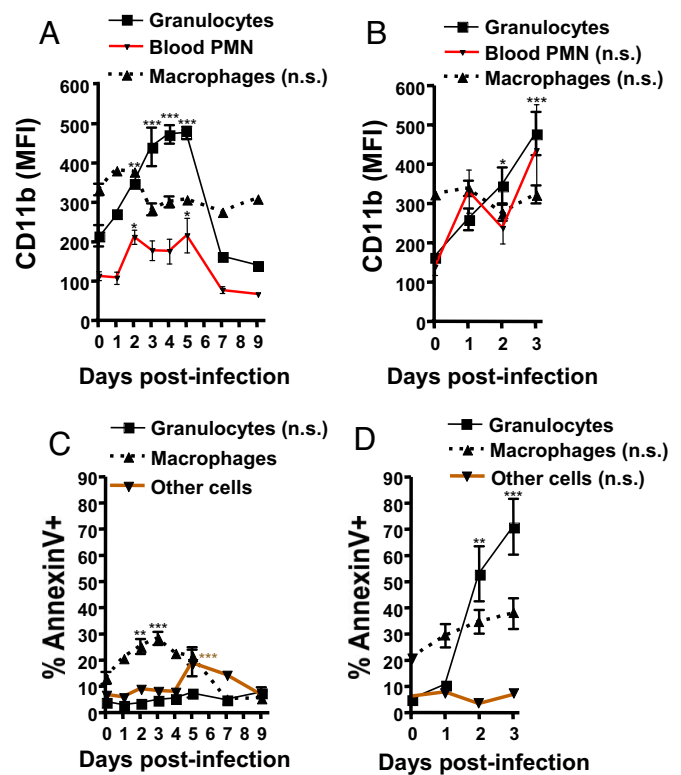 A
Granulocytes
Blood PMN
Macrophages (n.s.)
CD11b (MFI)
600
500
400
300
200
100
0
*** *** ***
**
* *
0 1 2 3 4 5 6 7 8 9
Days post-infection
B
Granulocytes
Blood PMN (n.s.)
Macrophages (n.s.)
CD11b (MFI)
600
500
400
300
200
100
0
***
*
0 1 2 3
Days post-infection
C
Granulocytes (n.s.)
Macrophages
Other cells
% AnnexinV+
90
80
70
60
50
40
30
20
10
0
** ***
***
0 1 2 3 4 5 6 7 8 9
Days post-infection
D
Granulocytes
Macrophages (n.s.)
Other cells (n.s.)
% AnnexinV+
90
80
70
60
50
40
30
20
10
0
***
**
0 1 2 3
Days post-infection